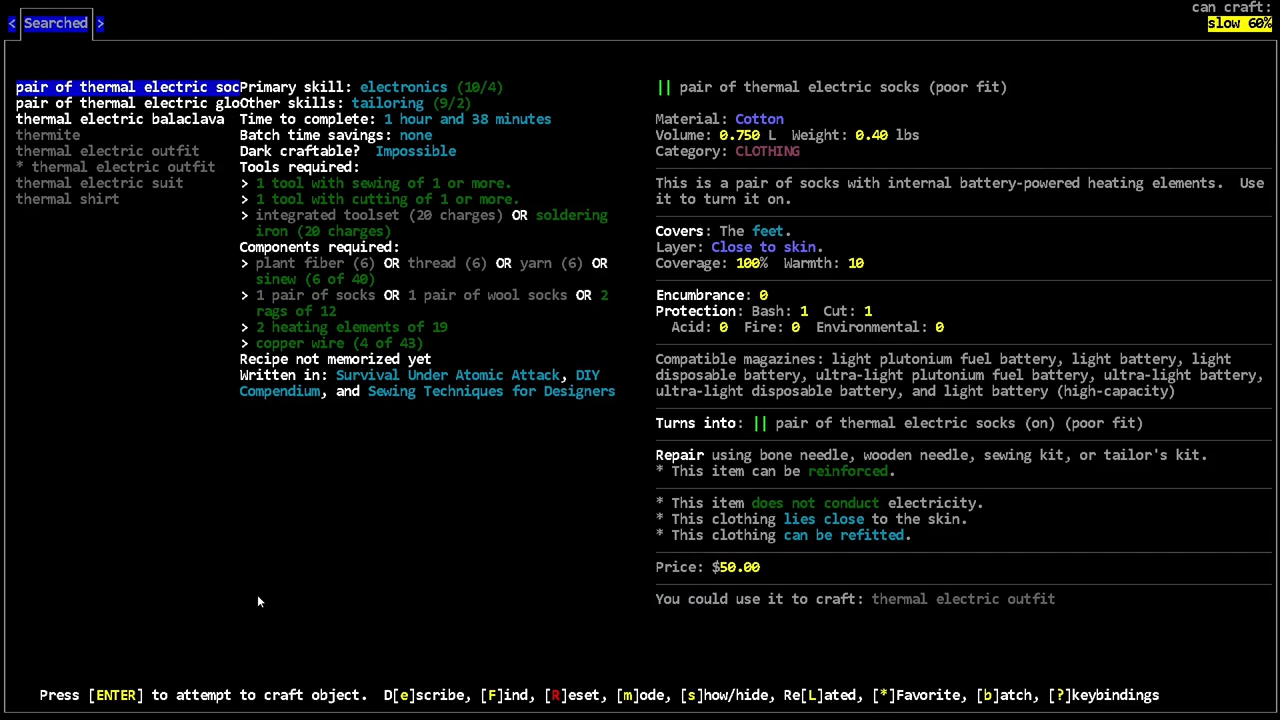 can craft:
< Searched >
slow 60%
pair of thermal electric soc
pair of thermal electric glo
thermal electric balaclava
thermite
thermal electric outfit
* thermal electric outfit
thermal electric suit
thermal shirt
Primary skill: electronics (10/4)
Other skills: tailoring (9/2)
Time to complete: 1 hour and 38 minutes
Batch time savings: none
Dark craftable? Impossible
Tools required:
> 1 tool with sewing of 1 or more.
> 1 tool with cutting of 1 or more.
> integrated toolset (20 charges) OR soldering
iron (20 charges)
Components required:
> plant fiber (6) OR thread (6) OR yarn (6) OR
sinew (6 of 40)
> 1 pair of socks OR 1 pair of wool socks OR 2
rags of 12
> 2 heating elements of 19
> copper wire (4 of 43)
Recipe not memorized yet
Written in: Survival Under Atomic Attack, DIY
Compendium, and Sewing Techniques for Designers
|| pair of thermal electric socks (poor fit)
Material: Cotton
Volume: 0.750 L Weight: 0.40 lbs
Category: CLOTHING
This is a pair of socks with internal battery-powered heating elements. Use
it to turn it on.
Covers: The feet.
Layer: Close to skin.
Coverage: 100% Warmth: 10
Encumbrance: 0
Protection: Bash: 1 Cut: 1
Acid: 0 Fire: 0 Environmental: 0
Compatible magazines: light plutonium fuel battery, light battery, light
disposable battery, ultra-light plutonium fuel battery, ultra-light battery,
ultra-light disposable battery, and light battery (high-capacity)
Turns into: || pair of thermal electric socks (on) (poor fit)
Repair using bone needle, wooden needle, sewing kit, or tailor's kit.
* This item can be reinforced.
* This item does not conduct electricity.
* This clothing lies close to the skin.
* This clothing can be refitted.
Price: $50.00
You could use it to craft: thermal electric outfit
Press [ENTER] to attempt to craft object. D[e]scribe, [F]ind, [R]eset, [m]ode, [s]how/hide, Re[L]ated, [*]Favorite, [b]atch, [?]keybindings